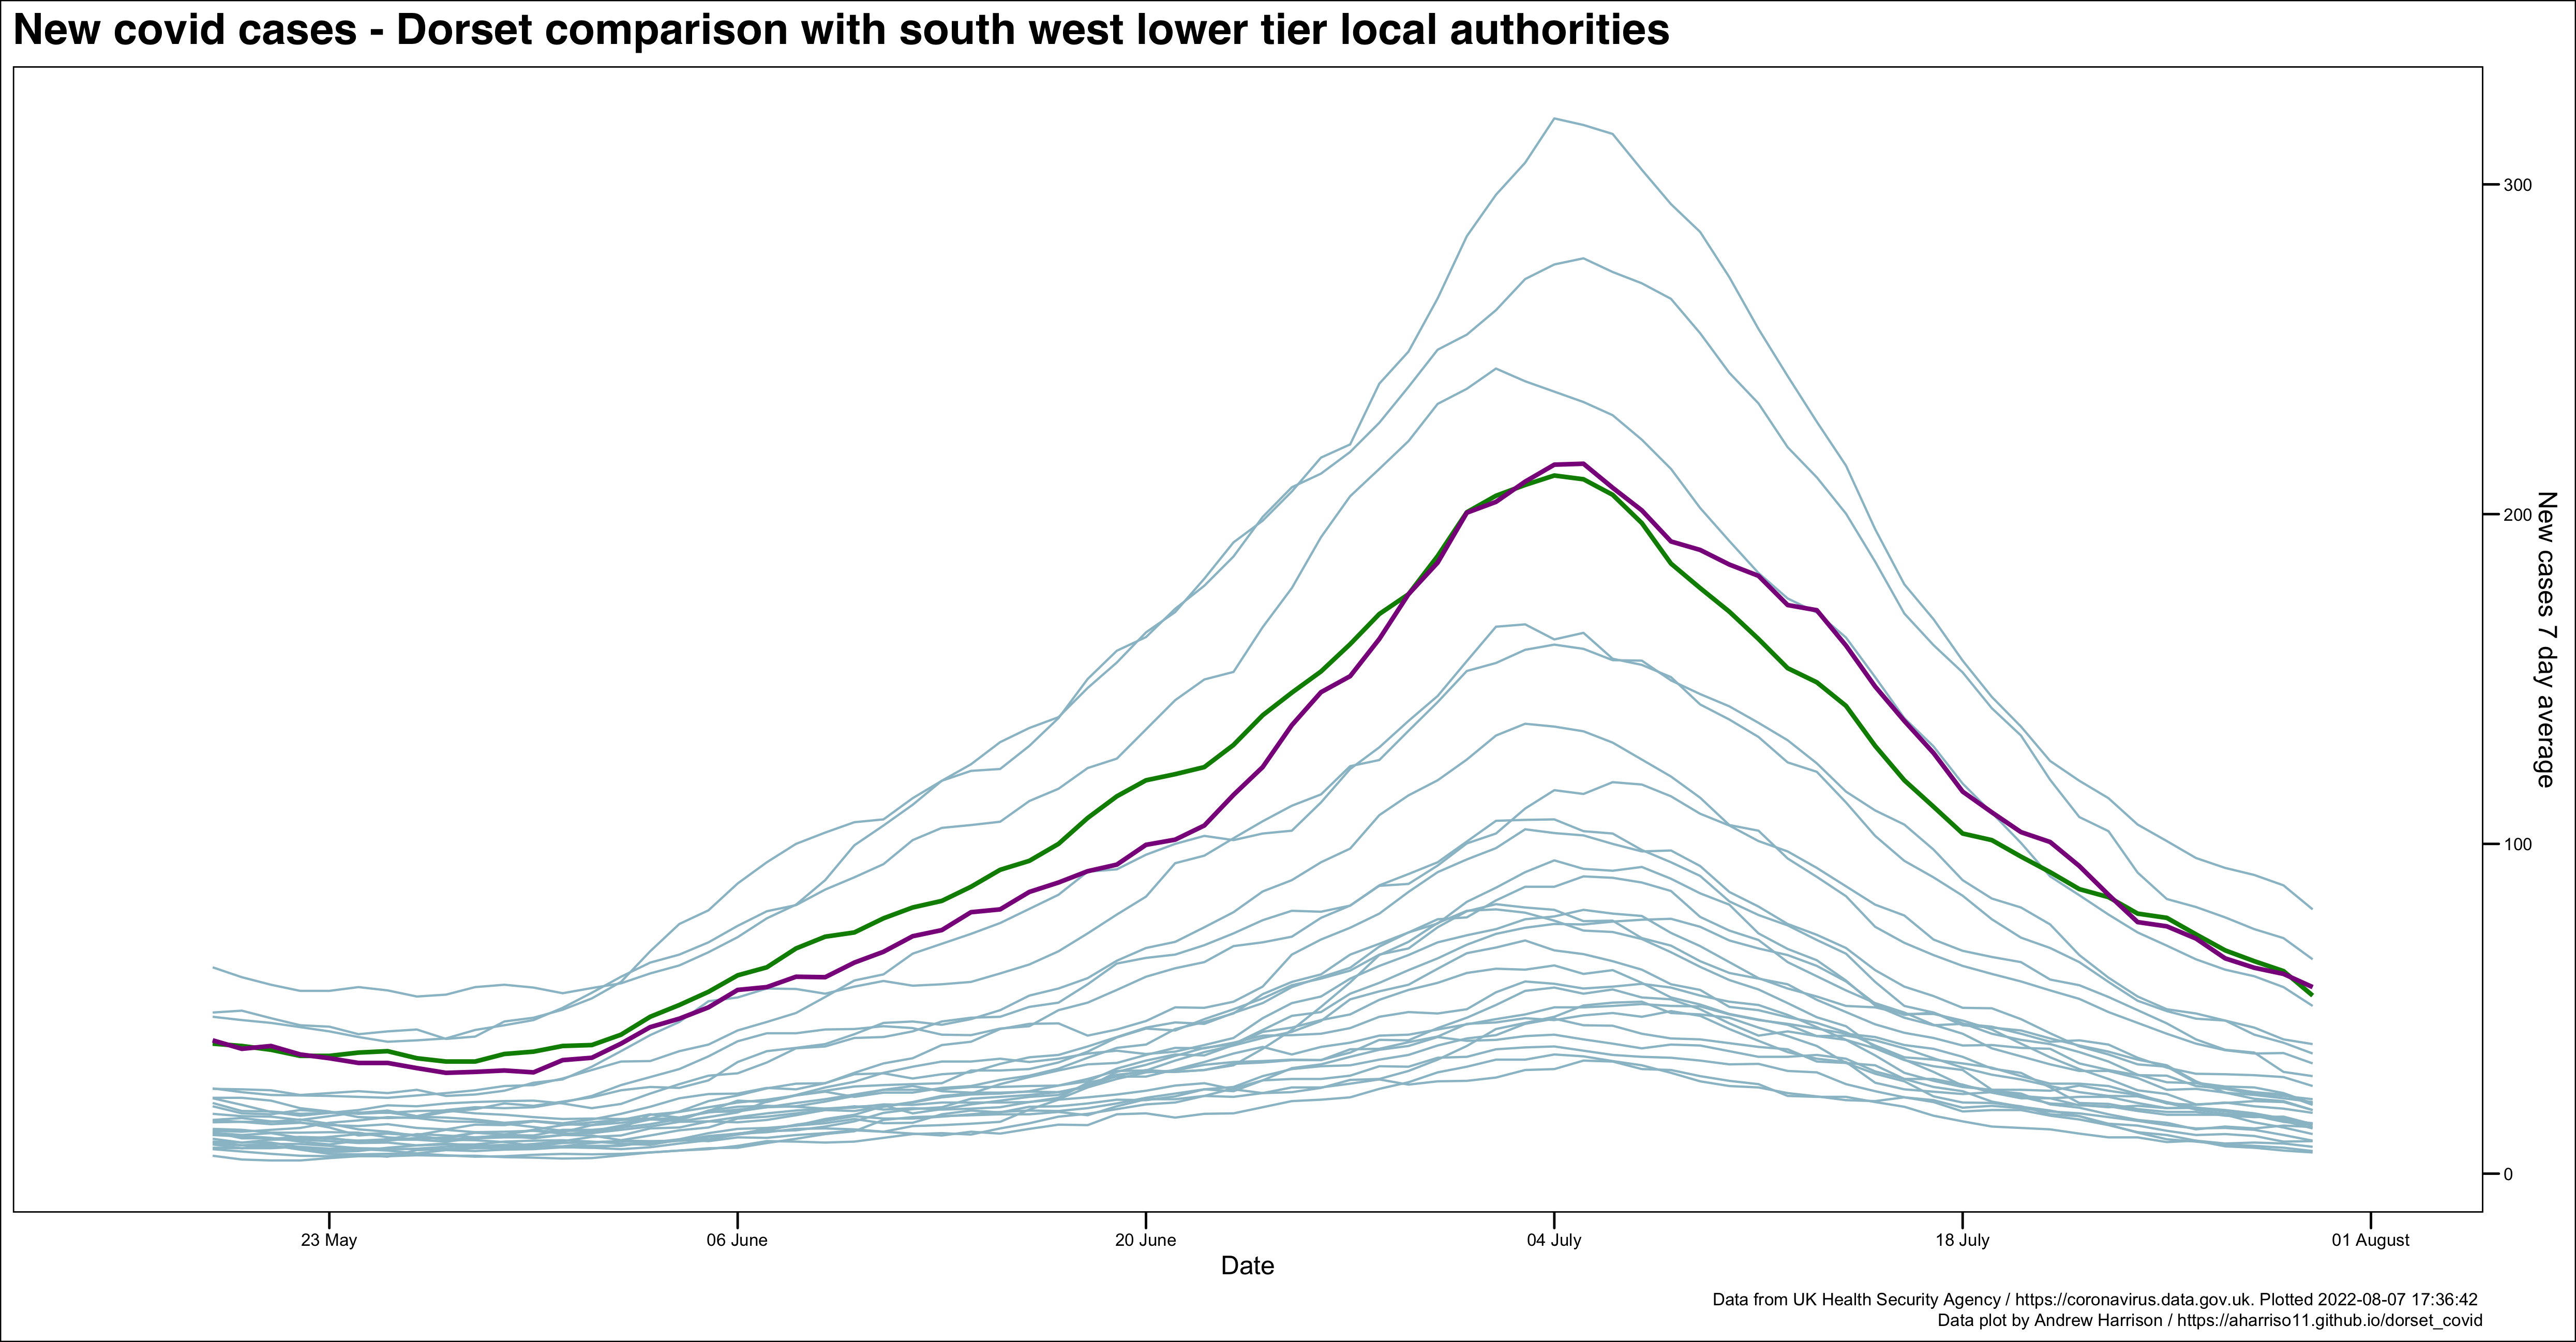 New covid cases - Dorset comparison with south west lower tier local authorities
300
200
100
0
New cases 7 day average
23 May
06 June
20 June
04 July
18 July
01 August
Date
Data from UK Health Security Agency / https://coronavirus.data.gov.uk. Plotted 2022-08-07 17:36:42
Data plot by Andrew Harrison / https://aharriso11.github.io/dorset_covid